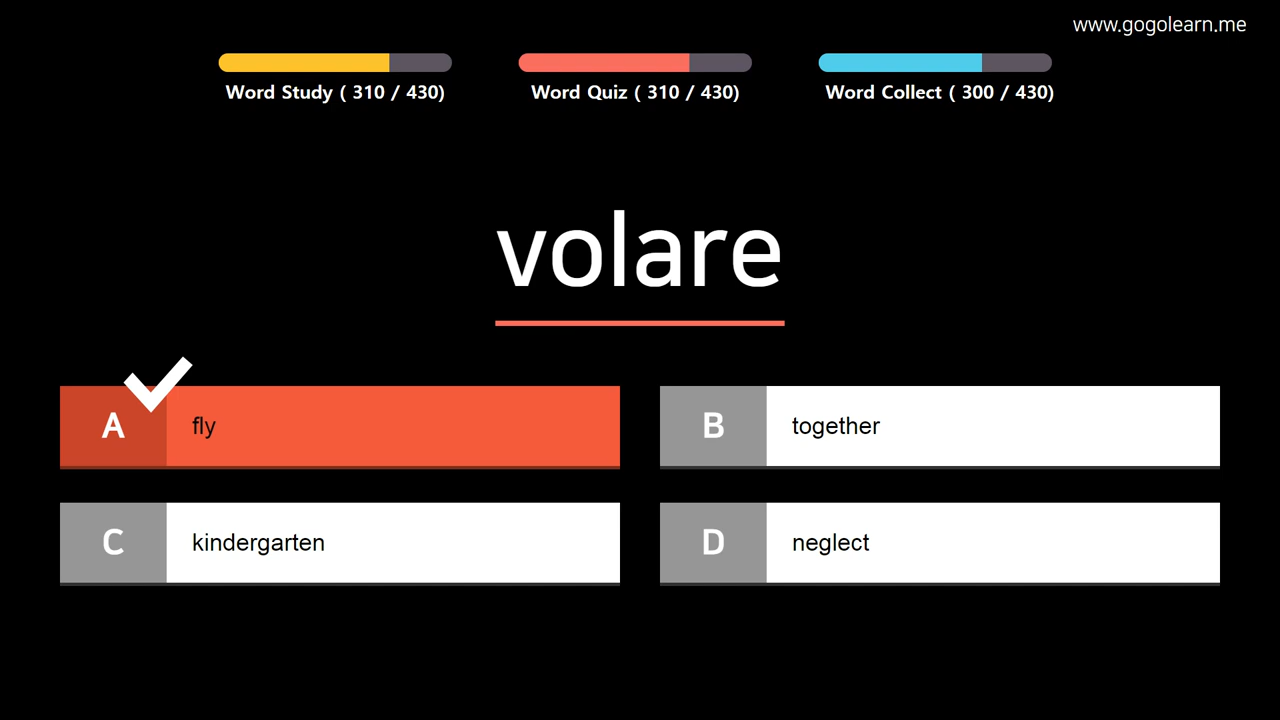 www.gogolearn.me
Word Study ( 310 / 430)
Word Quiz ( 310 / 430)
Word Collect ( 300 / 430)
volare
A fly
B together
C kindergarten
D neglect